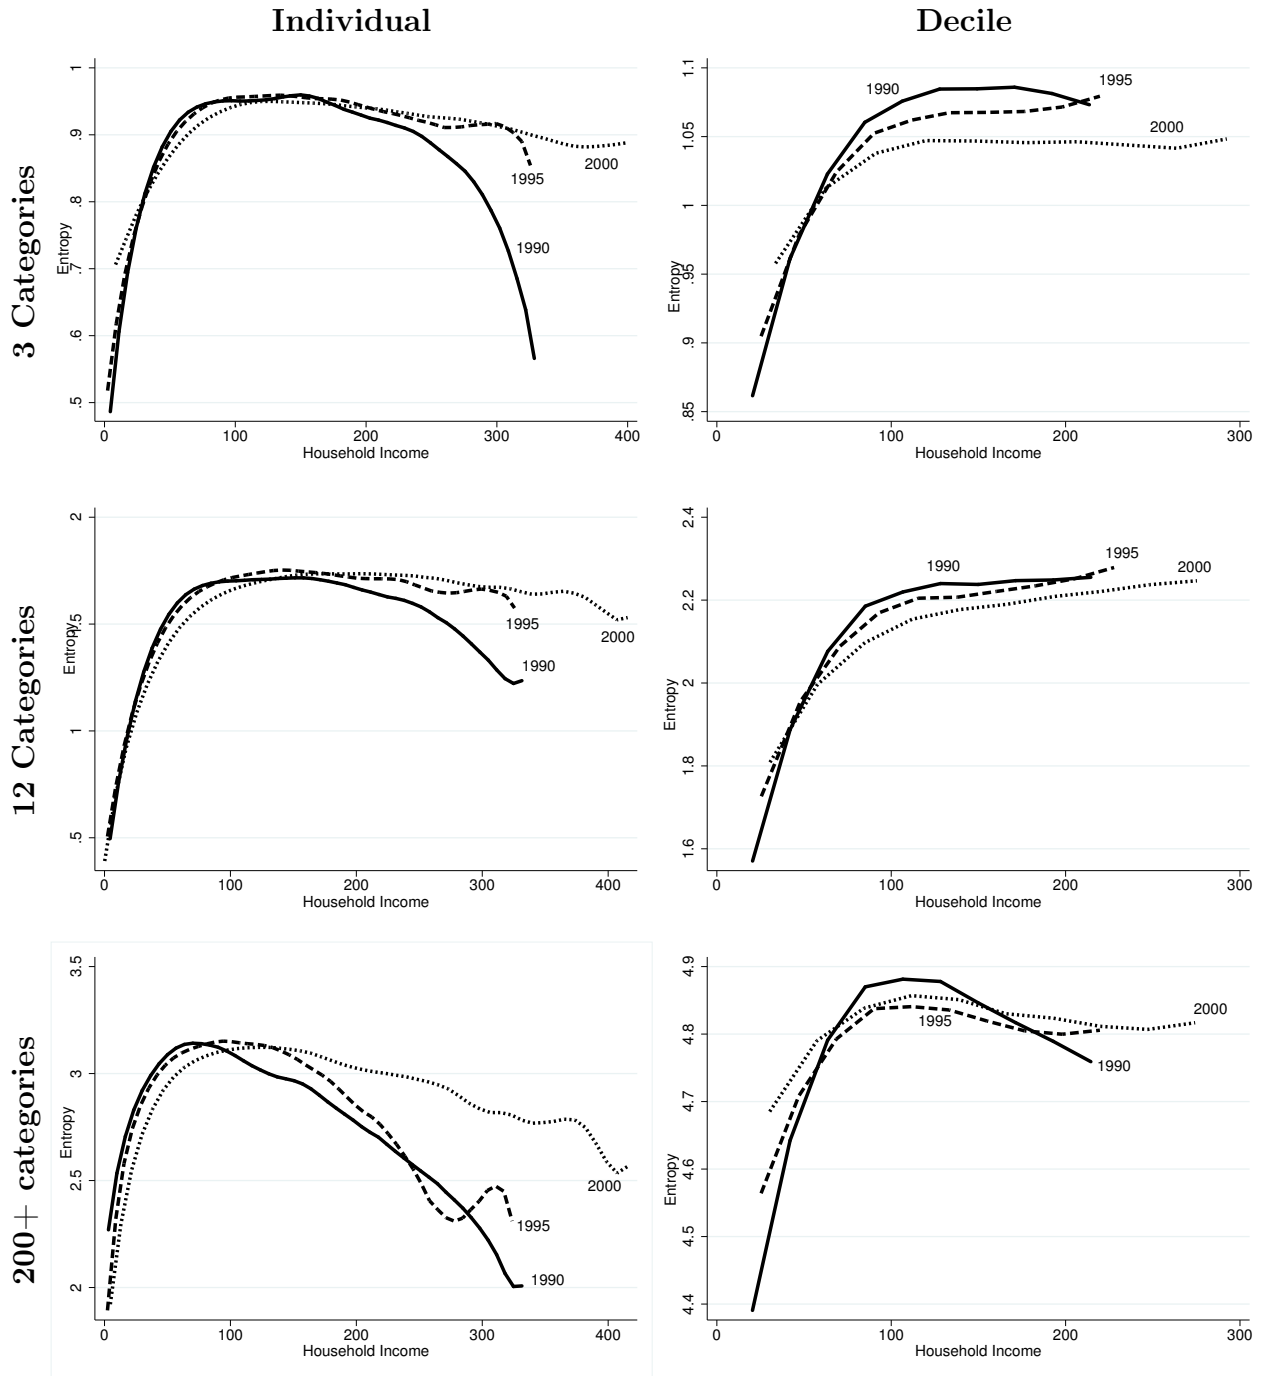 Individual
Decile
3 Categories
1
.9
.8
.7
.6
.5
Entropy
0 100 200 300 400
Household Income
1995
2000
1990
1.1
1.05
1
.95
.9
.85
Entropy
0 100 200 300
Household Income
1990
1995
2000
12 Categories
2
1.5
1
.5
Entropy
0 100 200 300 400
Household Income
1995
2000
1990
2.4
2.2
2
1.8
1.6
Entropy
0 100 200 300
Household Income
1990
1995
2000
200+ categories
3.5
3
2.5
2
Entropy
0 100 200 300 400
Household Income
2000
1995
1990
4.9
4.8
4.7
4.6
4.5
4.4
Entropy
0 100 200 300
Household Income
1995
2000
1990